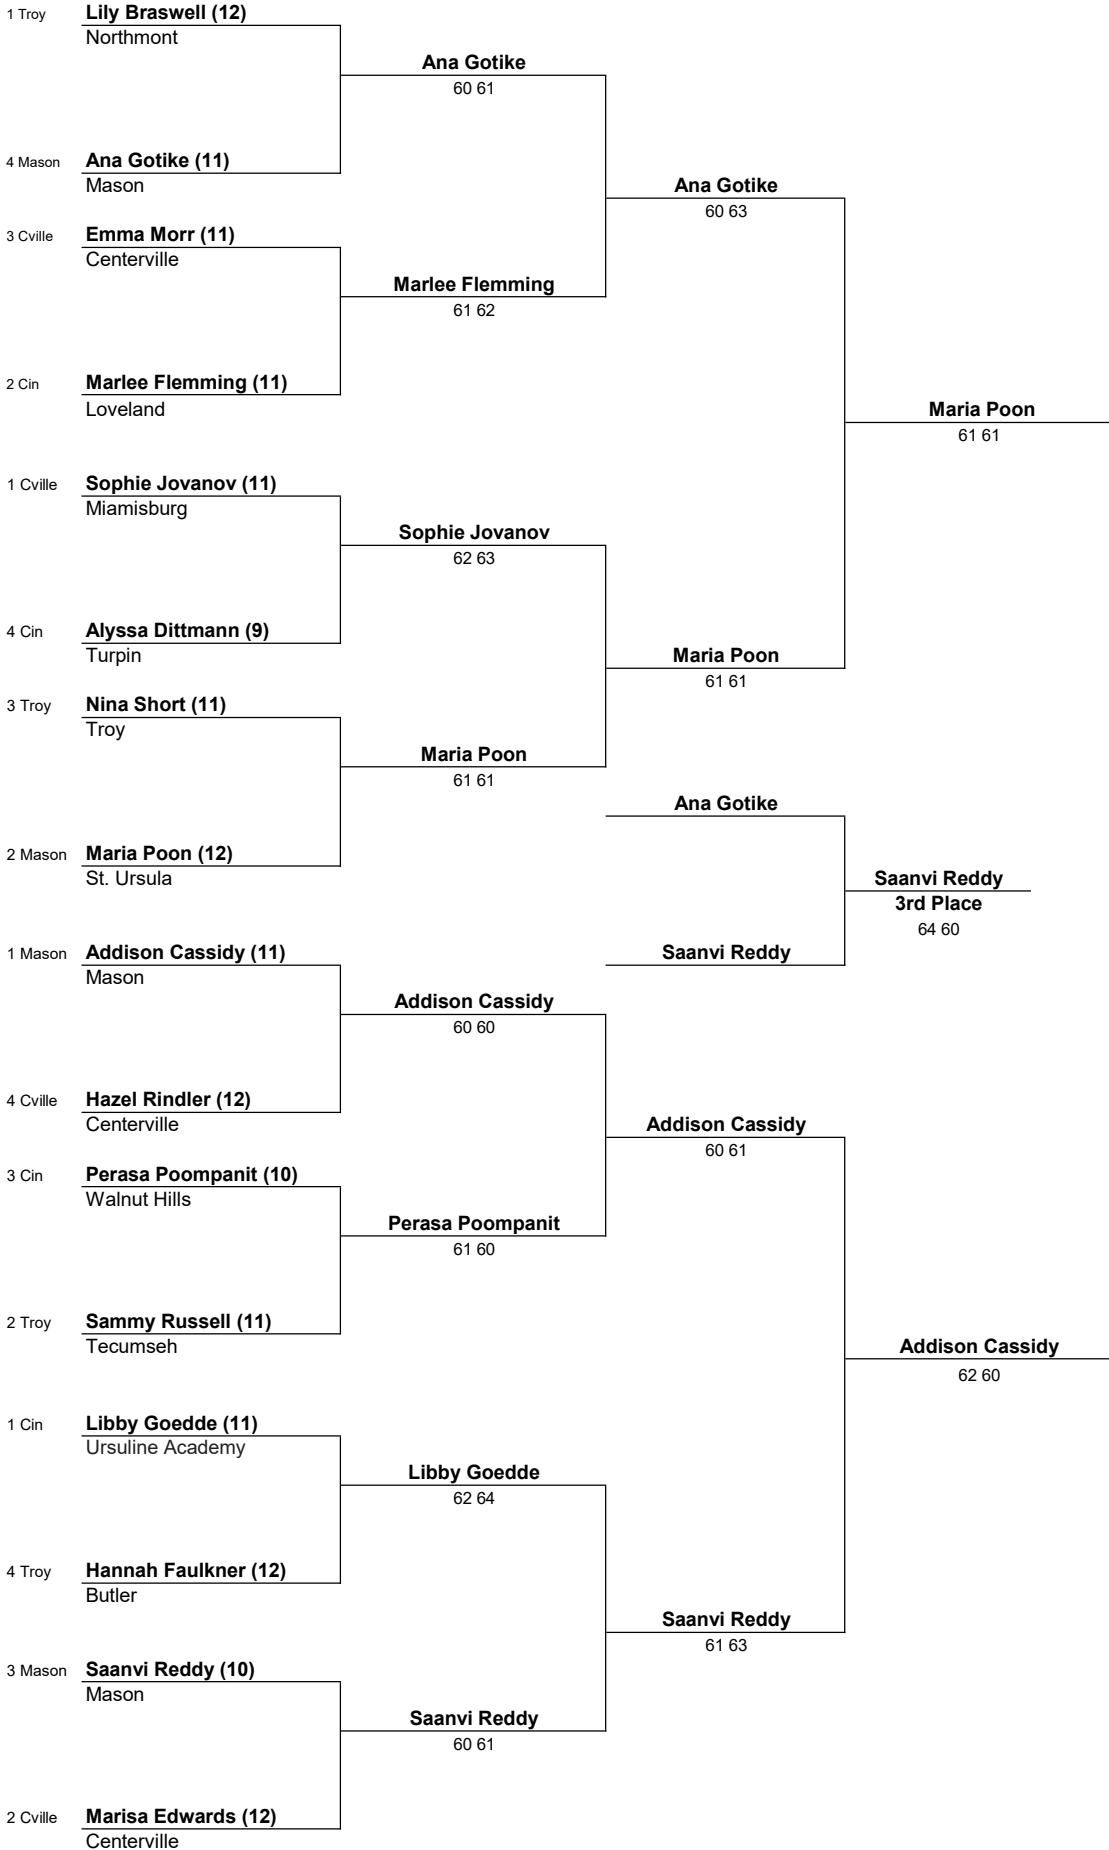 1 Troy Lily Braswell (12)
Northmont
Ana Gotike
60 61
4 Mason Ana Gotike (11)
Mason
Ana Gotike
60 63
3 Cville Emma Morr (11)
Centerville
Marlee Flemming
61 62
2 Cin Marlee Flemming (11)
Loveland
Maria Poon
61 61
1 Cville Sophie Jovanov (11)
Miamisburg
Sophie Jovanov
62 63
4 Cin Alyssa Dittmann (9)
Turpin
Maria Poon
61 61
3 Troy Nina Short (11)
Troy
Maria Poon
61 61
Ana Gotike
2 Mason Maria Poon (12)
St. Ursula
Saanvi Reddy
3rd Place
64 60
1 Mason Addison Cassidy (11)
Mason
Saanvi Reddy
Addison Cassidy
60 60
4 Cville Hazel Rindler (12)
Centerville
Addison Cassidy
60 61
3 Cin Perasa Poompanit (10)
Walnut Hills
Perasa Poompanit
61 60
2 Troy Sammy Russell (11)
Tecumseh
Addison Cassidy
62 60
1 Cin Libby Goedde (11)
Ursuline Academy
Libby Goedde
62 64
4 Troy Hannah Faulkner (12)
Butler
Saanvi Reddy
61 63
3 Mason Saanvi Reddy (10)
Mason
Saanvi Reddy
60 61
2 Cville Marisa Edwards (12)
Centerville